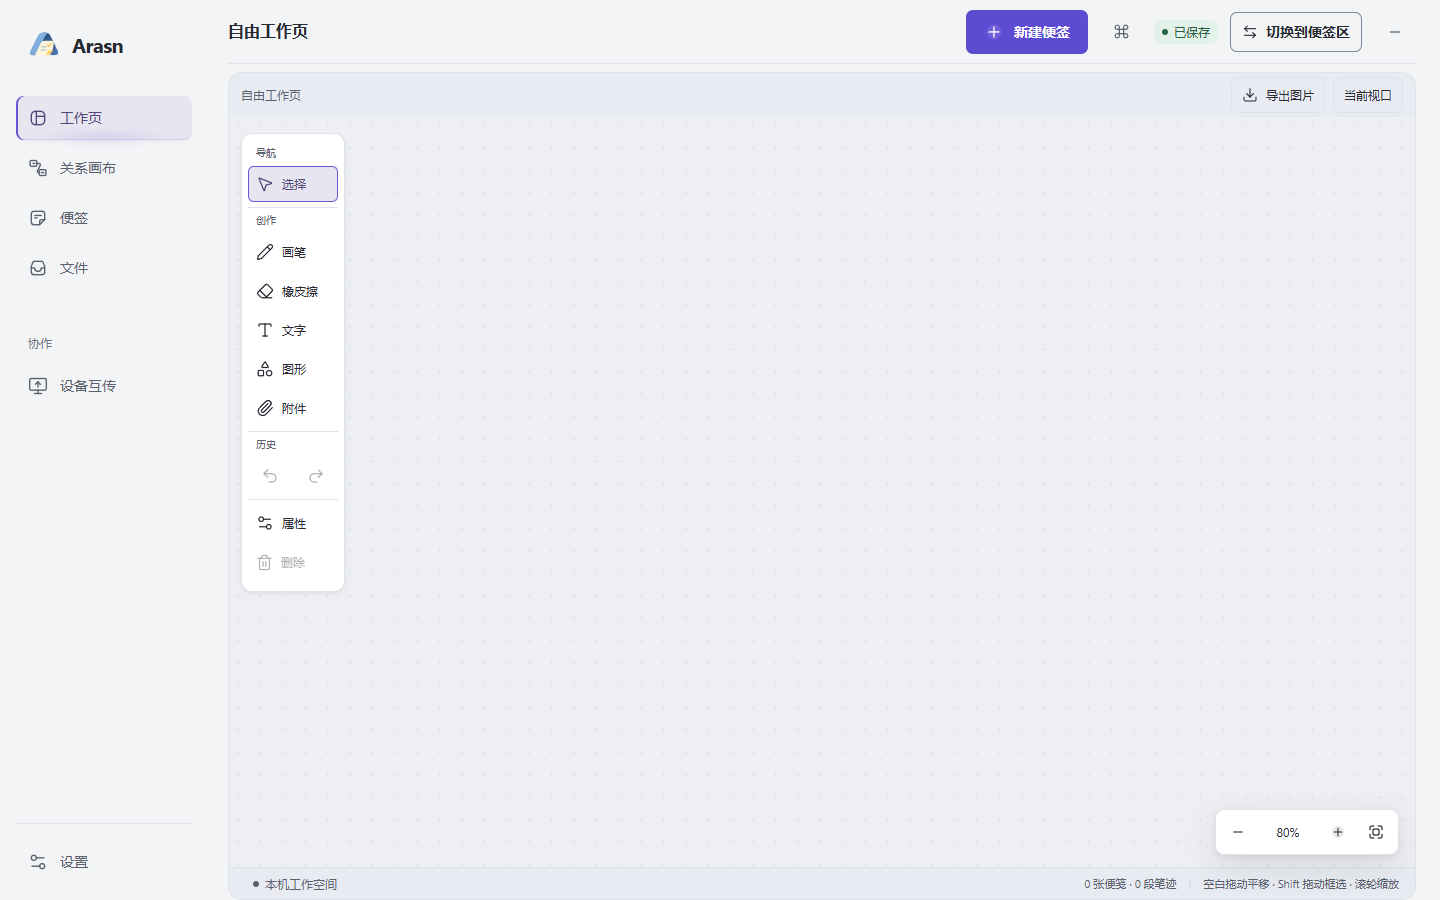 Arasn
工作页
关系画布
便签
文件
协作
设备互传
设置
自由工作页
新建便签
已保存
切换到便签区
自由工作页
导出图片
当前视口
导航
选择
创作
画笔
橡皮擦
文字
图形
附件
历史
属性
删除
80%
本机工作空间
0 张便笺 · 0 段笔迹
空白拖动平移 · Shift 拖动框选 · 滚轮缩放